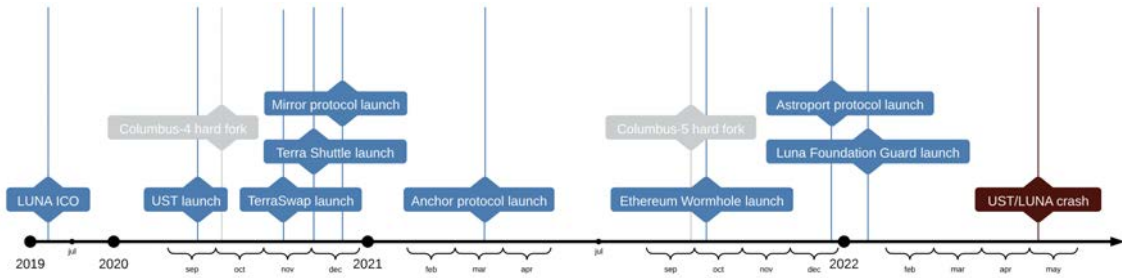 Mirror protocol launch
Astroport protocol launch
Columbus-4 hard fork
Columbus-5 hard fork
Terra Shuttle launch
Luna Foundation Guard launch
LUNA ICO
UST launch
TerraSwap launch
Anchor protocol launch
Ethereum Wormhole launch
UST/LUNA crash
2019
jul
2020
sep
oct
nov
dec
2021
feb
mar
apr
jul
sep
oct
nov
dec
2022
feb
mar
apr
may